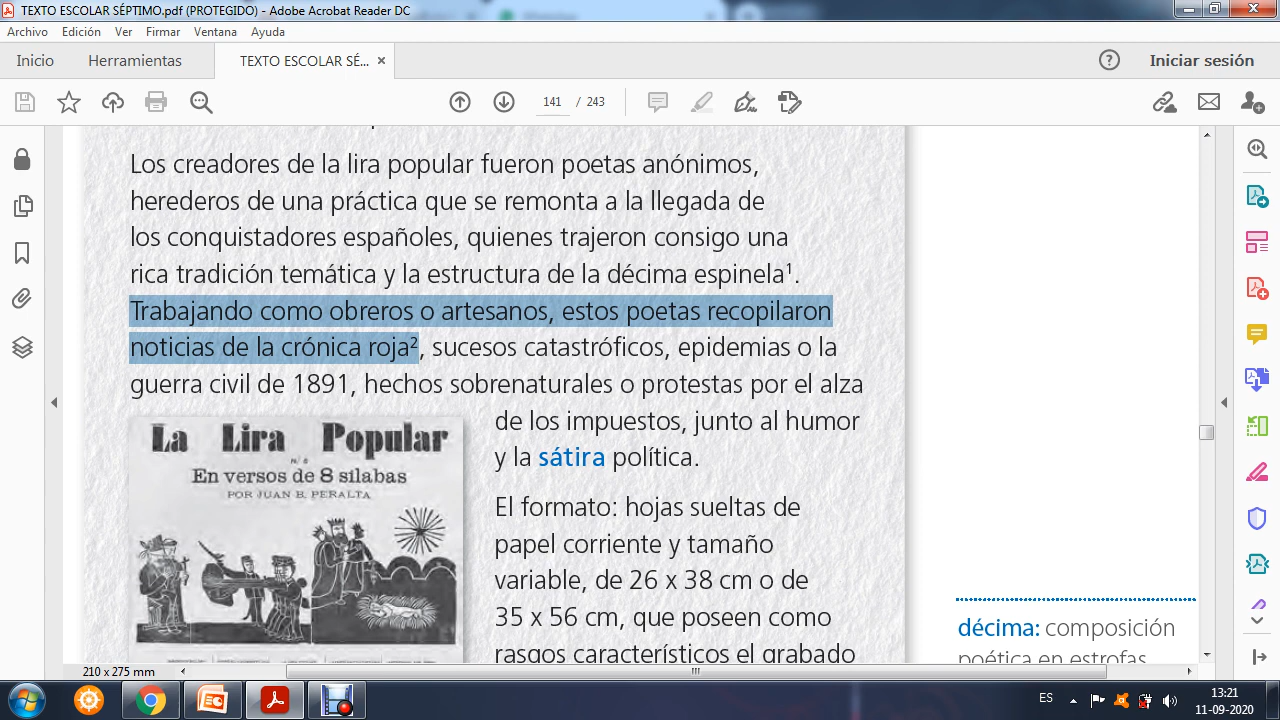 TEXTO ESCOLAR SÉPTIMO.pdf (PROTEGIDO) - Adobe Acrobat Reader DC
Archivo Edición Ver Firmar Ventana Ayuda
Inicio Herramientas TEXTO ESCOLAR SÉ... × Iniciar sesión
141 / 243
Los creadores de la lira popular fueron poetas anónimos,
herederos de una práctica que se remonta a la llegada de
los conquistadores españoles, quienes trajeron consigo una
rica tradición temática y la estructura de la décima espinela¹.
Trabajando como obreros o artesanos, estos poetas recopilaron
noticias de la crónica roja², sucesos catastróficos, epidemias o la
guerra civil de 1891, hechos sobrenaturales o protestas por el alza
de los impuestos, junto al humor
y la sátira política.
La Lira Popular
En versos de 8 sílabas
POR JUAN B. PERALTA
El formato: hojas sueltas de
papel corriente y tamaño
variable, de 26 x 38 cm o de
35 x 56 cm, que poseen como
rasgos característicos el grabado
décima: composición
poética en estrofas
210 x 275 mm
ES 13:21
11-09-2020